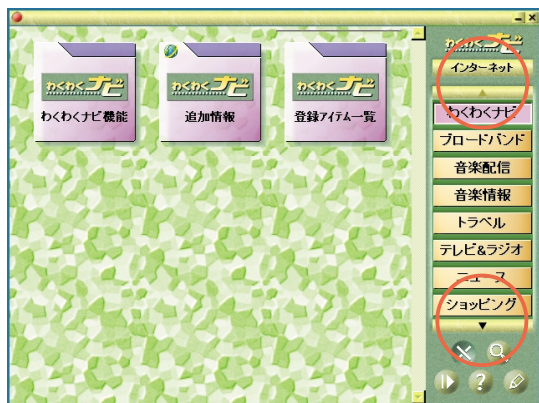 わくわくナビ
わくわくナビ機能
わくわくナビ
追加情報
わくわくナビ
登録アイテム一覧
わくわくナビ
インターネット
わくわくナビ
ブロードバンド
音楽配信
音楽情報
トラベル
テレビ&ラジオ
ニュース
ショッピング
?